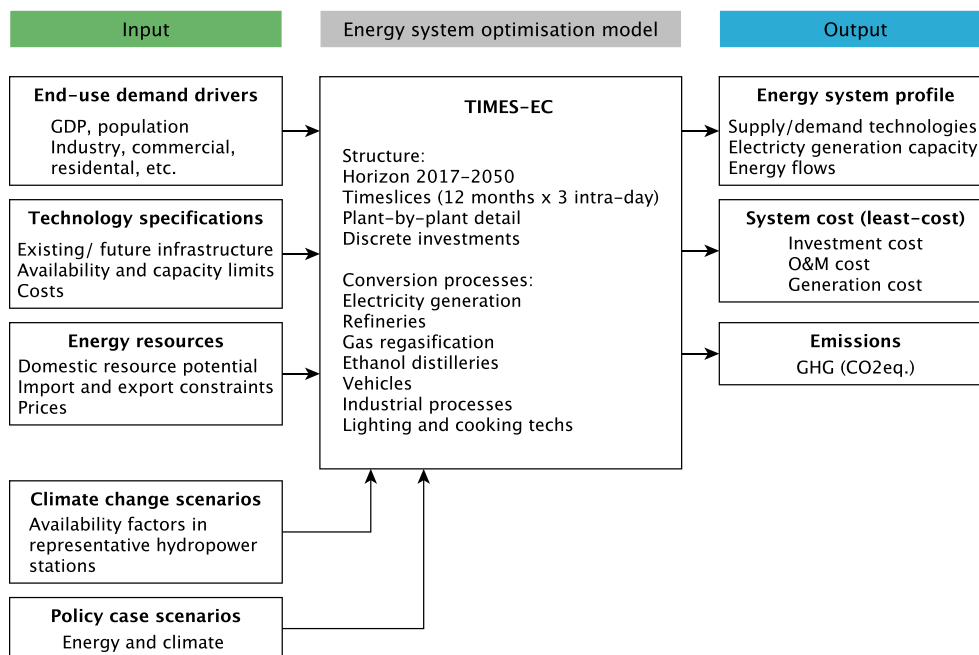 Input
Energy system optimisation model
Output
End-use demand drivers
GDP, population
Industry, commercial,
residental, etc.
Technology specifications
Existing/ future infrastructure
Availability and capacity limits
Costs
Energy resources
Domestic resource potential
Import and export constraints
Prices
Climate change scenarios
Availability factors in
representative hydropower
stations
Policy case scenarios
Energy and climate
TIMES-EC
Structure:
Horizon 2017-2050
Timeslices (12 months x 3 intra-day)
Plant-by-plant detail
Discrete investments
Conversion processes:
Electricity generation
Refineries
Gas regasification
Ethanol distilleries
Vehicles
Industrial processes
Lighting and cooking techs
Energy system profile
Supply/demand technologies
Electricty generation capacity
Energy flows
System cost (least-cost)
Investment cost
O&M cost
Generation cost
Emissions
GHG (CO2eq.)